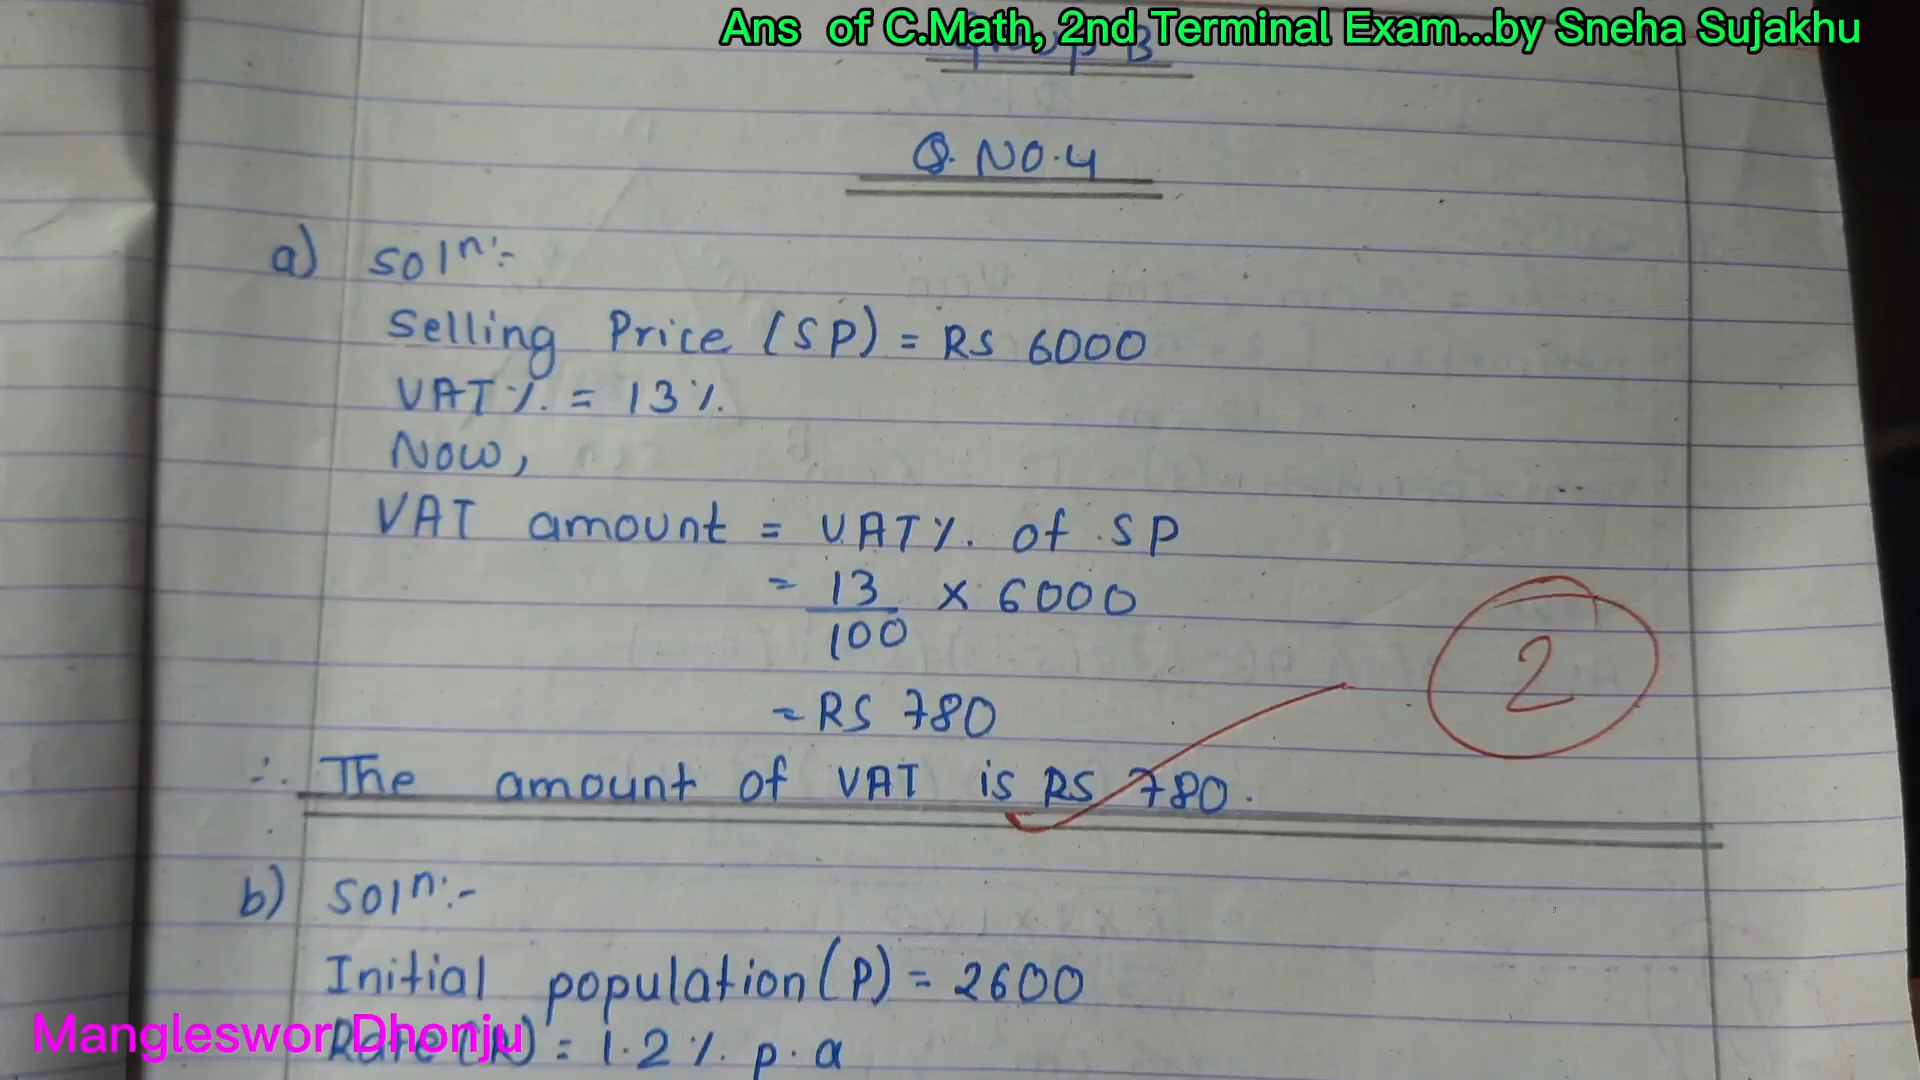 Ans of C.Math, 2nd Terminal Exam...by Sneha Sujakhu
Group B
Q. NO. 4
a) Solⁿ:-
Selling Price (SP) = RS 6000
VAT% = 13%
Now,
VAT amount = VAT% of SP
= 13/100 × 6000
= RS 780
2
∴ The amount of VAT is RS 780.
b) Solⁿ:-
Initial population (P) = 2600
Rate (R) = 1.2% p.a
Mangleswor Dhonju